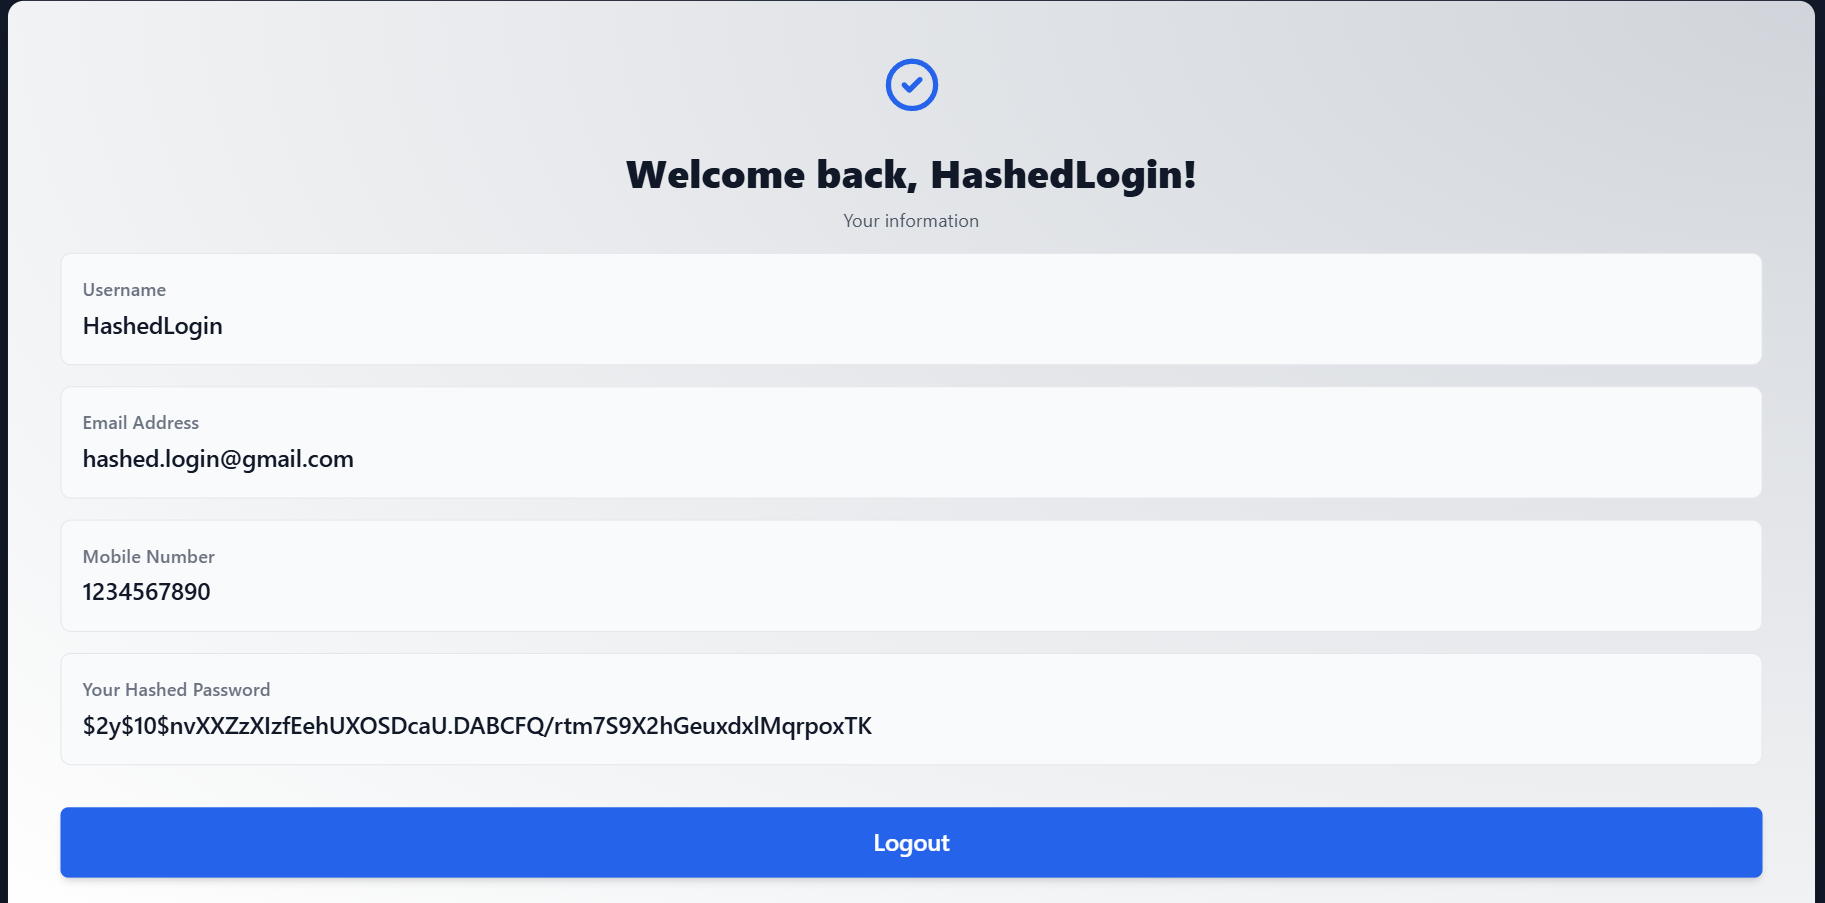 Welcome back, HashedLogin!
Your information
Username
HashedLogin
Email Address
hashed.login@gmail.com
Mobile Number
1234567890
Your Hashed Password
$2y$10$nvXXZzXIzfEehUXOSDcaU.DABCFQ/rtm7S9X2hGeuxdxlMqrpoxTK
Logout